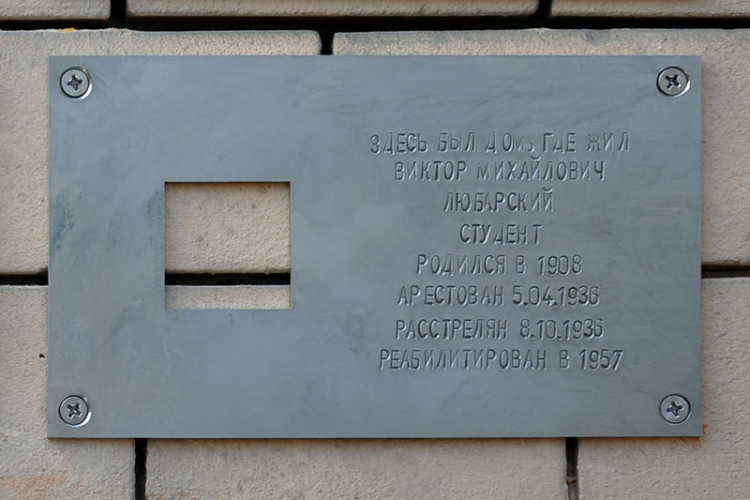 ЗДЕСЬ БЫЛ ДОМ, ГДЕ ЖИЛ
ВИКТОР МИХАЙЛОВИЧ
ЛЮБАРСКИЙ
СТУДЕНТ
РОДИЛСЯ В 1908
АРЕСТОВАН 5.04.1936
РАССТРЕЛЯН 8.10.1936
РЕАБИЛИТИРОВАН В 1957